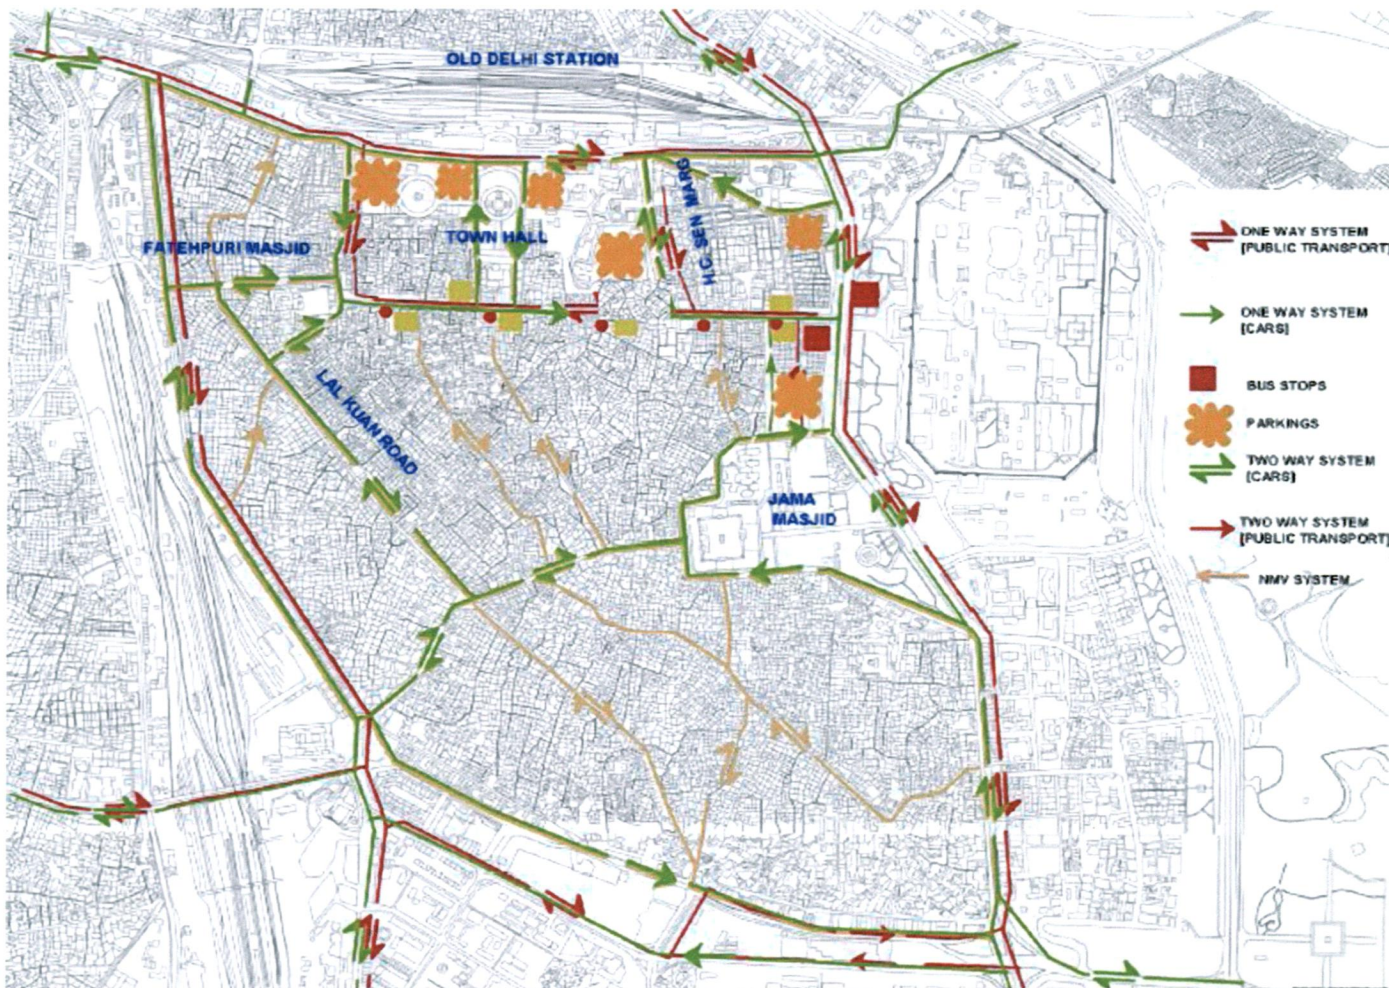 OLD DELHI STATION
H.C. SEN MARG
FATEHPURI MASJID
TOWN HALL
LAL KUAN ROAD
JAMA
MASJID
ONE WAY SYSTEM
[PUBLIC TRANSPORT]
ONE WAY SYSTEM
[CARS]
BUS STOPS
PARKINGS
TWO WAY SYSTEM
[CARS]
TWO WAY SYSTEM
[PUBLIC TRANSPORT]
NMV SYSTEM